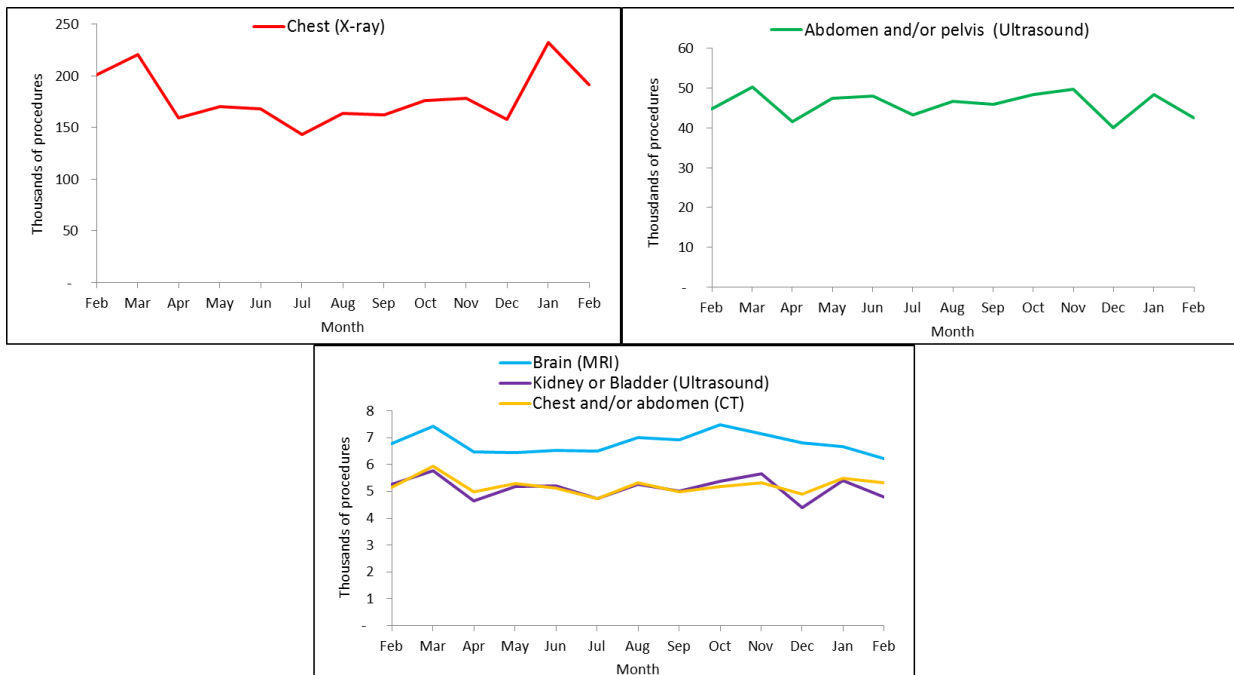 Chest (X-ray)
Thousands of procedures
250
200
150
100
50
-
Feb Mar Apr May Jun Jul Aug Sep Oct Nov Dec Jan Feb
Month
Abdomen and/or pelvis (Ultrasound)
Thousdands of procedures
60
50
40
30
20
10
-
Feb Mar Apr May Jun Jul Aug Sep Oct Nov Dec Jan Feb
Month
Brain (MRI)
Kidney or Bladder (Ultrasound)
Chest and/or abdomen (CT)
Thousands of procedures
8
7
6
5
4
3
2
1
-
Feb Mar Apr May Jun Jul Aug Sep Oct Nov Dec Jan Feb
Month